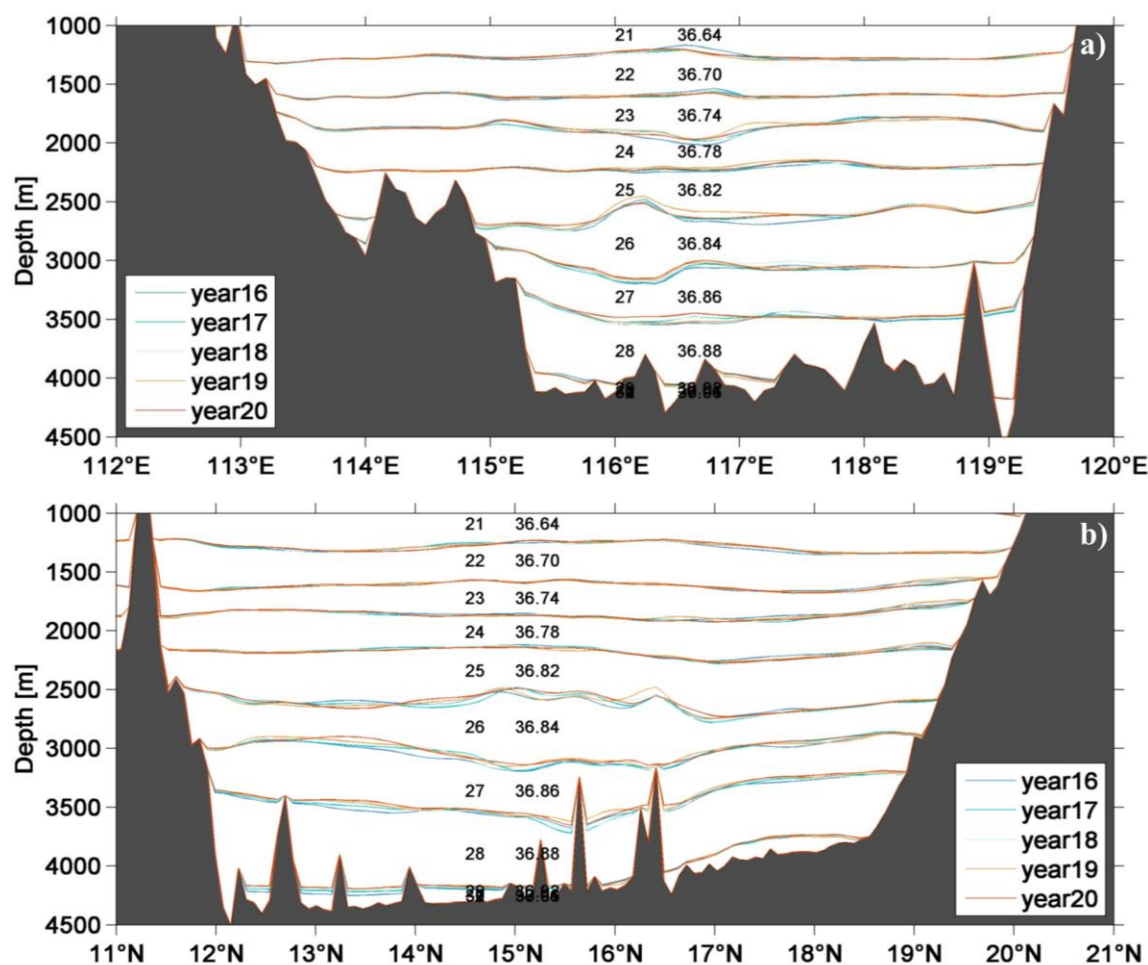 1000
1500
2000
2500
3000
3500
4000
4500
Depth [m]
a)
21 36.64
22 36.70
23 36.74
24 36.78
25 36.82
26 36.84
27 36.86
28 36.88
year16
year17
year18
year19
year20
112°E 113°E 114°E 115°E 116°E 117°E 118°E 119°E 120°E
1000
1500
2000
2500
3000
3500
4000
4500
Depth [m]
b)
21 36.64
22 36.70
23 36.74
24 36.78
25 36.82
26 36.84
27 36.86
28 36.88
year16
year17
year18
year19
year20
11°N 12°N 13°N 14°N 15°N 16°N 17°N 18°N 19°N 20°N 21°N